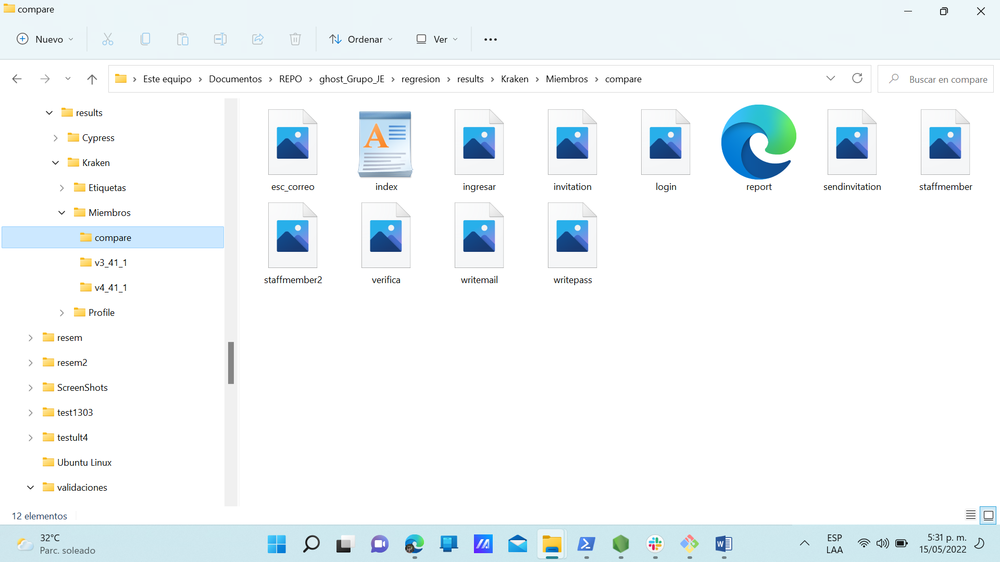 compare
Nuevo
Ordenar
Ver
Este equipo > Documentos > REPO > ghost_Grupo_JE > regresion > results > Kraken > Miembros > compare
Buscar en compare
results
Cypress
Kraken
Etiquetas
Miembros
compare
v3_41_1
v4_41_1
Profile
resem
resem2
ScreenShots
test1303
testult4
Ubuntu Linux
validaciones
esc_correo
index
ingresar
invitation
login
report
sendinvitation
staffmember
staffmember2
verifica
writemail
writepass
12 elementos
32°C
Parc. soleado
ESP
LAA
5:31 p. m.
15/05/2022